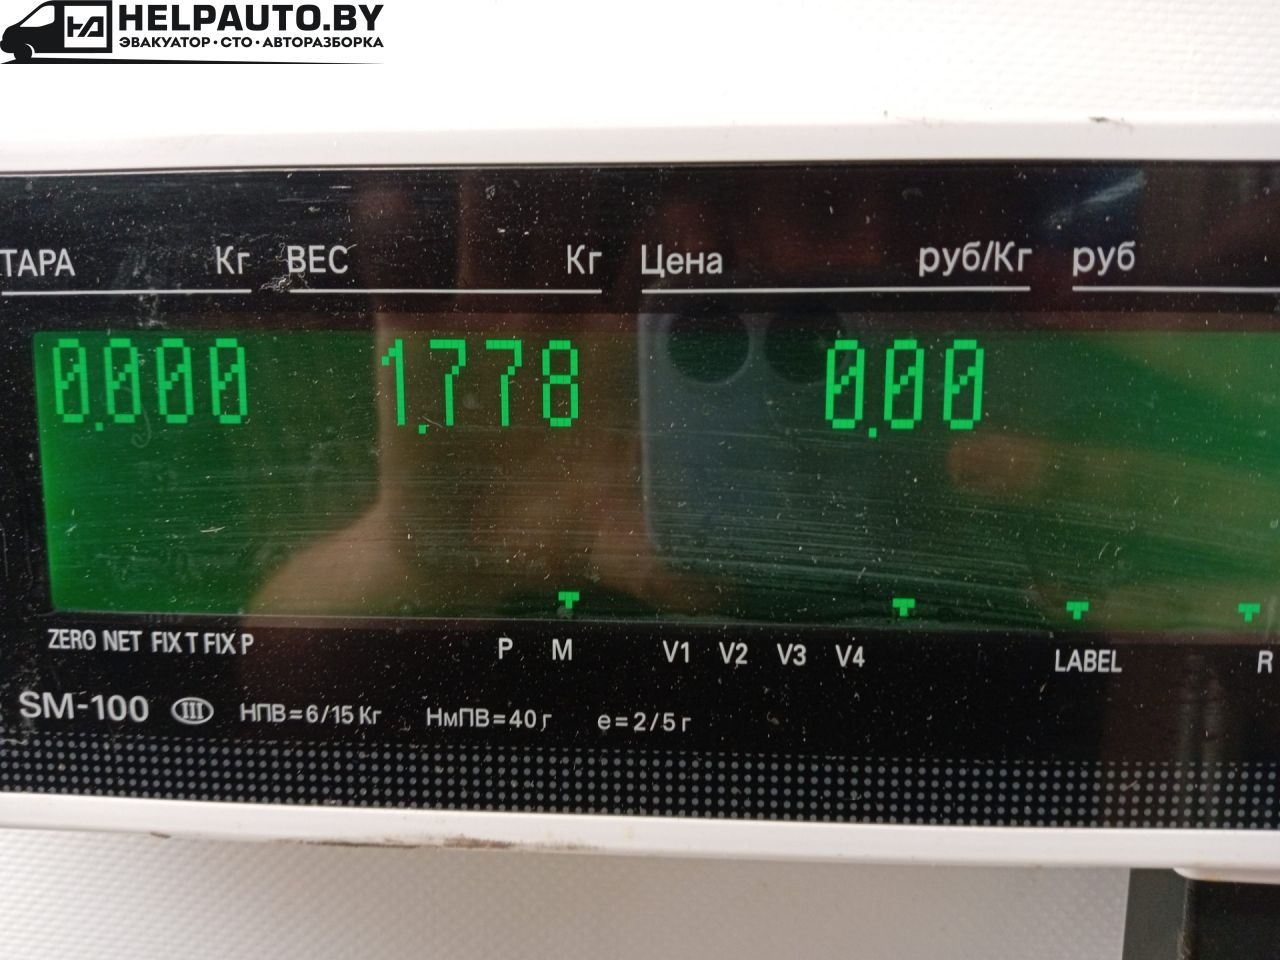 HELPAUTO.BY
ЭВАКУАТОР·СТО·АВТОРАЗБОРКА
ТАРА Кг ВЕС Кг Цена руб/Кг руб
0.000 1.778 0.00
ZERO NET FIX T FIX P P M V1 V2 V3 V4 LABEL R
SM-100 III НПВ=6/15 Кг НмПВ=40 г е=2/5 г